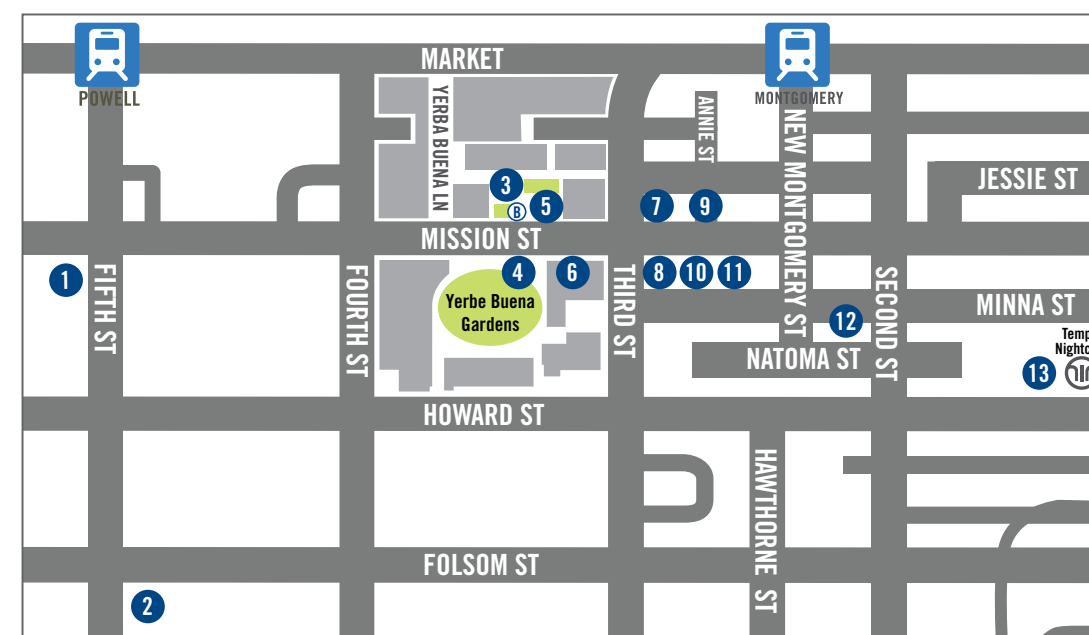 MARKET
POWELL
MONTGOMERY
YERBA BUENA LN
ANNIE ST
NEW MONTGOMERY ST
JESSIE ST
3
5
B
7
9
MISSION ST
1
FIFTH ST
FOURTH ST
4
6
Yerbe Buena
Gardens
THIRD ST
8
10
11
SECOND ST
MINNA ST
12
NATOMA ST
Temp
Nightc
13
HOWARD ST
HAWTHORNE ST
FOLSOM ST
2